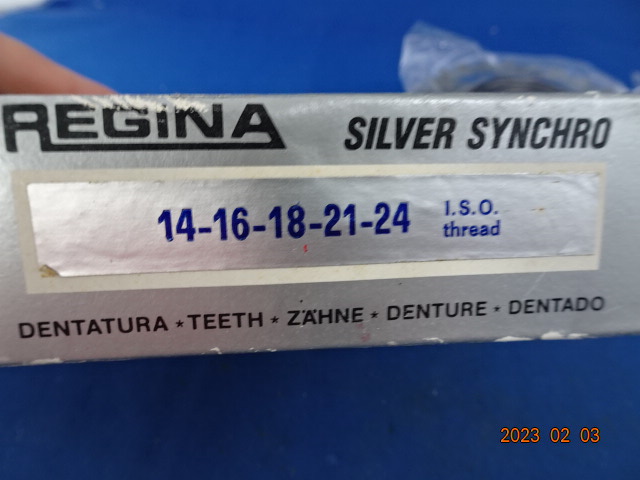 REGINA SILVER SYNCHRO
14-16-18-21-24 I.S.O.
thread
DENTATURA * TEETH * ZÄHNE * DENTURE * DENTADO
2023 02 03